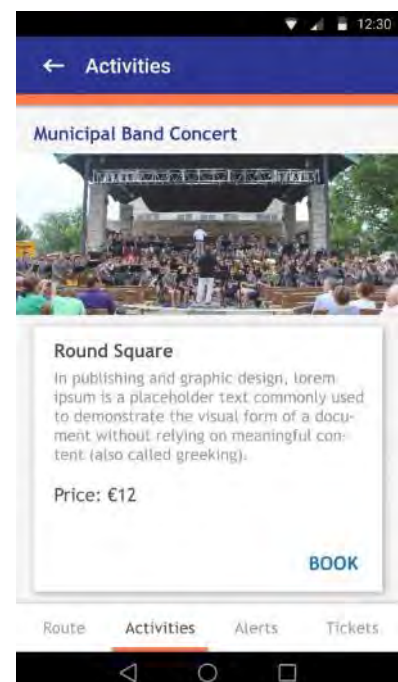 12:30
← Activities
Municipal Band Concert
Round Square
In publishing and graphic design, lorem
ipsum is a placeholder text commonly used
to demonstrate the visual form of a docu-
ment without relying on meaningful con-
tent (also called greeking).
Price: €12
BOOK
Route Activities Alerts Tickets